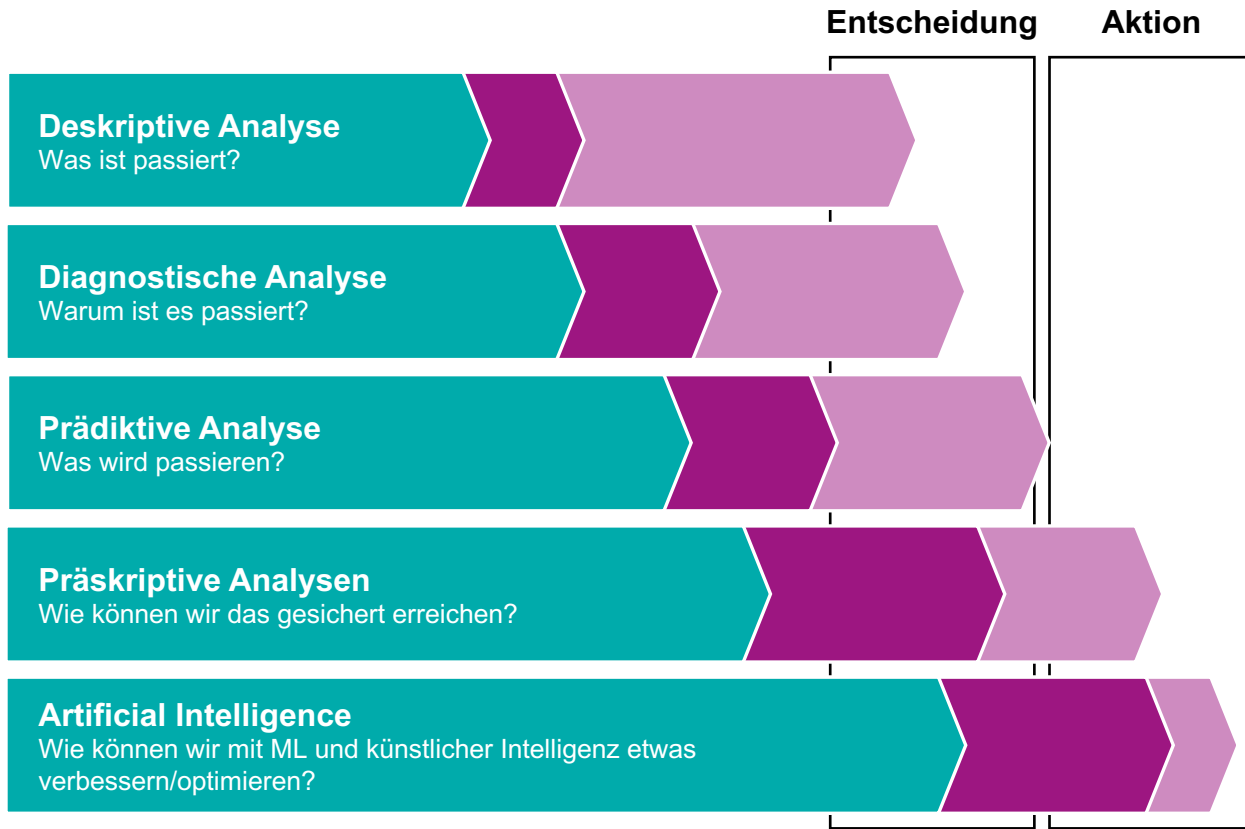 Entscheidung Aktion
Deskriptive Analyse
Was ist passiert?
Diagnostische Analyse
Warum ist es passiert?
Prädiktive Analyse
Was wird passieren?
Präskriptive Analysen
Wie können wir das gesichert erreichen?
Artificial Intelligence
Wie können wir mit ML und künstlicher Intelligenz etwas
verbessern/optimieren?